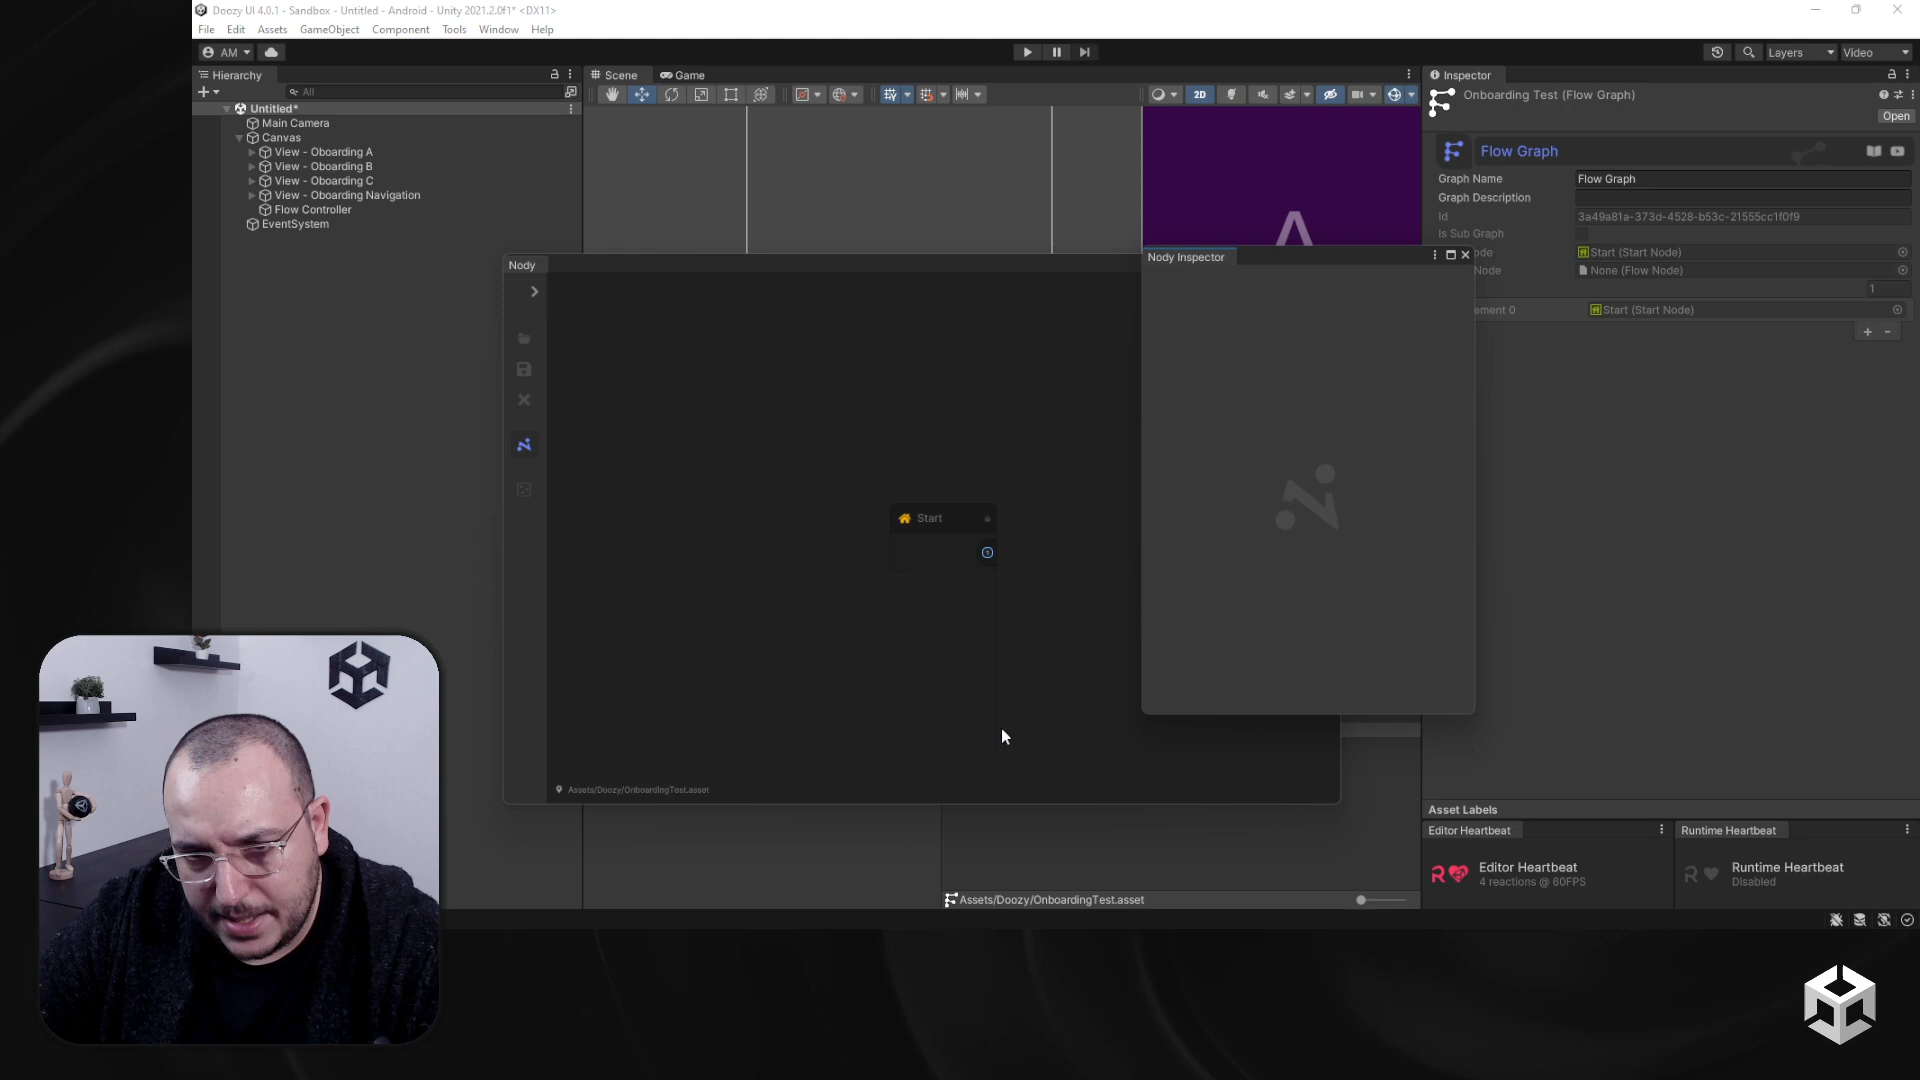 Doozy UI 4.0.1 - Sandbox - Untitled - Android - Unity 2021.2.0f1* <DX11>
File Edit Assets GameObject Component Tools Window Help
AM Layers Video
Hierarchy
All
Untitled*
Main Camera
Canvas
View - Oboarding A
View - Oboarding B
View - Oboarding C
View - Oboarding Navigation
Flow Controller
EventSystem
Scene Game
2D
A
Nody
Start
1
Assets/Doozy/OnboardingTest.asset
Nody Inspector
Assets/Doozy/OnboardingTest.asset
Inspector
Onboarding Test (Flow Graph)
Open
Flow Graph
Graph Name Flow Graph
Graph Description
Id 3a49a81a-373d-4528-b53c-21555cc1f0f9
Is Sub Graph
ode Start (Start Node)
Node None (Flow Node)
1
ement 0 Start (Start Node)
+ -
Asset Labels
Editor Heartbeat
Editor Heartbeat
4 reactions @ 60FPS
Runtime Heartbeat
Runtime Heartbeat
Disabled